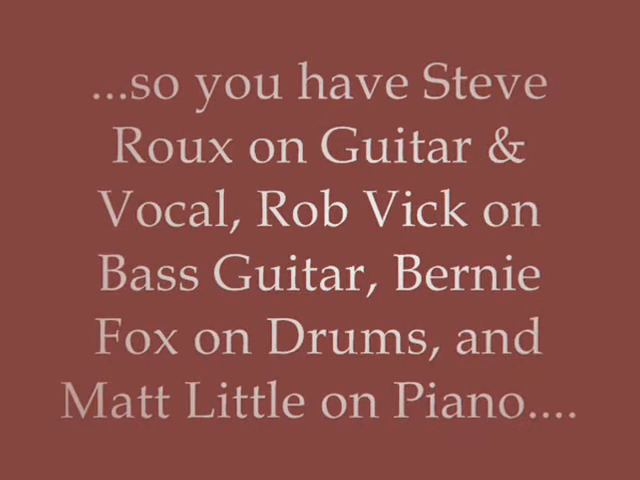 ...so you have Steve
Roux on Guitar &
Vocal, Rob Vick on
Bass Guitar, Bernie
Fox on Drums, and
Matt Little on Piano....